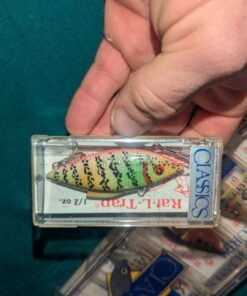 Rat-L-Trap
1/2 oz.
CLASSICS